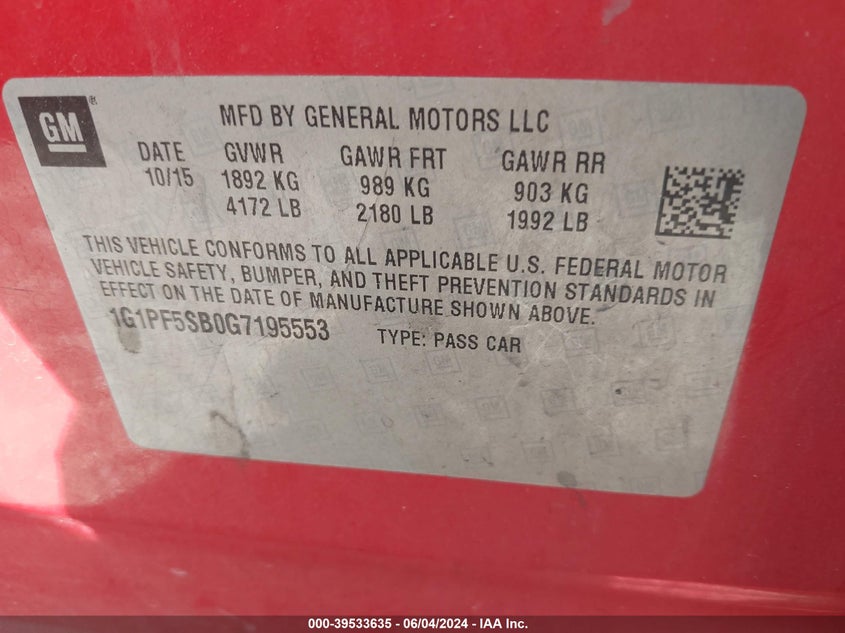 GM®
MFD BY GENERAL MOTORS LLC
DATE GVWR GAWR FRT GAWR RR
10/15 1892 KG 989 KG 903 KG
4172 LB 2180 LB 1992 LB
THIS VEHICLE CONFORMS TO ALL APPLICABLE U.S. FEDERAL MOTOR
VEHICLE SAFETY, BUMPER, AND THEFT PREVENTION STANDARDS IN
EFFECT ON THE DATE OF MANUFACTURE SHOWN ABOVE.
1G1PF5SB0G7195553 TYPE: PASS CAR
000-39533635 - 06/04/2024 - IAA Inc.